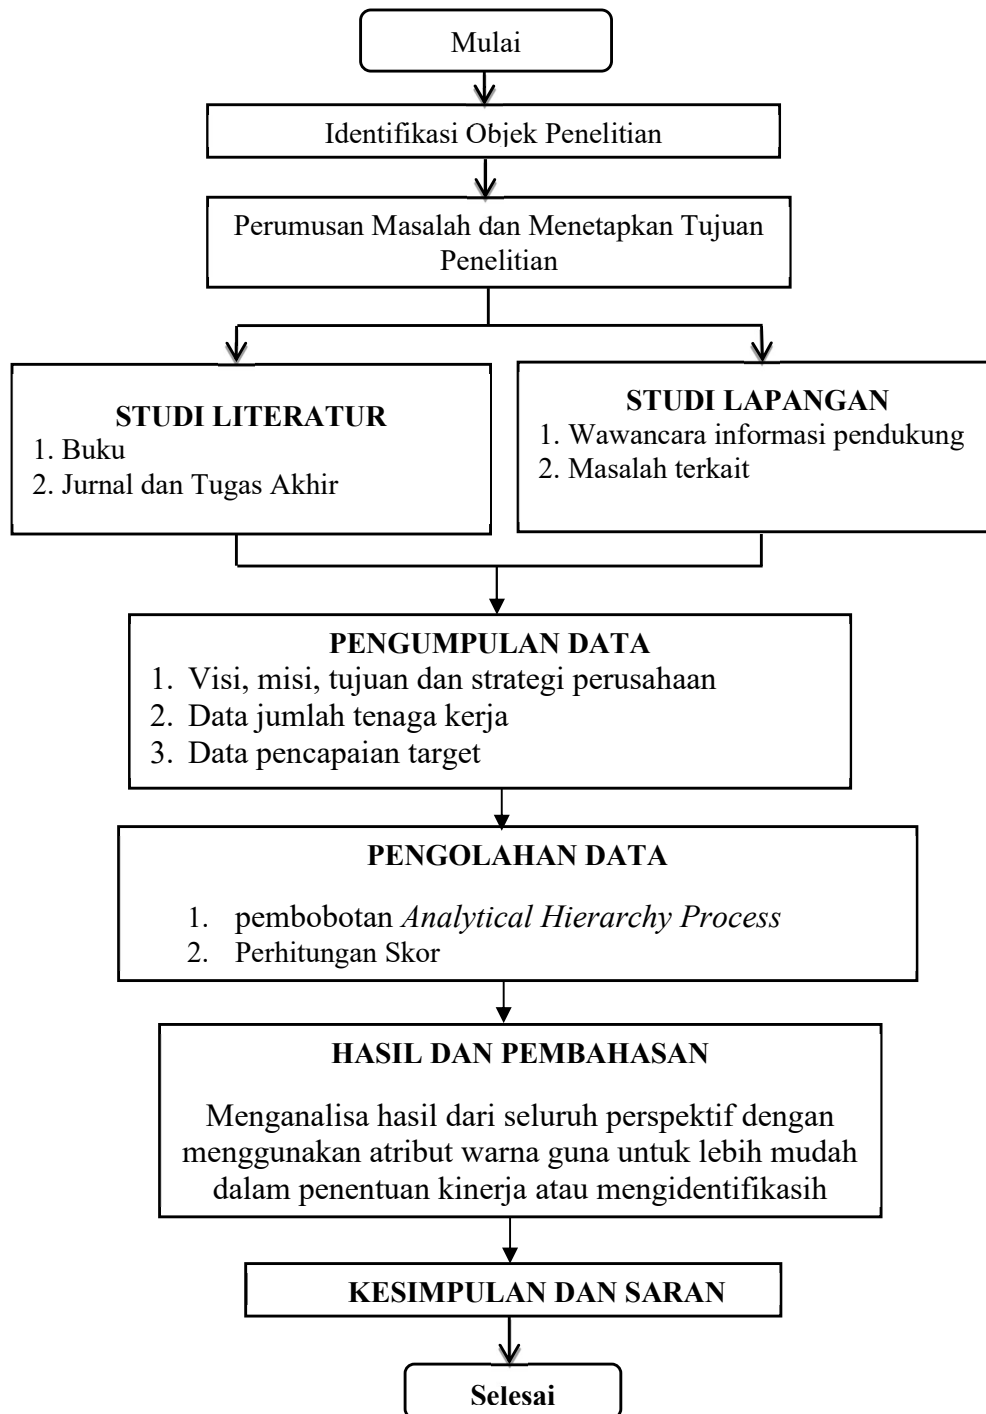 Mulai
Identifikasi Objek Penelitian
Perumusan Masalah dan Menetapkan Tujuan
Penelitian
STUDI LITERATUR
1. Buku
2. Jurnal dan Tugas Akhir
STUDI LAPANGAN
1. Wawancara informasi pendukung
2. Masalah terkait
PENGUMPULAN DATA
1. Visi, misi, tujuan dan strategi perusahaan
2. Data jumlah tenaga kerja
3. Data pencapaian target
PENGOLAHAN DATA
1. pembobotan Analytical Hierarchy Process
2. Perhitungan Skor
HASIL DAN PEMBAHASAN
Menganalisa hasil dari seluruh perspektif dengan
menggunakan atribut warna guna untuk lebih mudah
dalam penentuan kinerja atau mengidentifikasih
KESIMPULAN DAN SARAN
Selesai